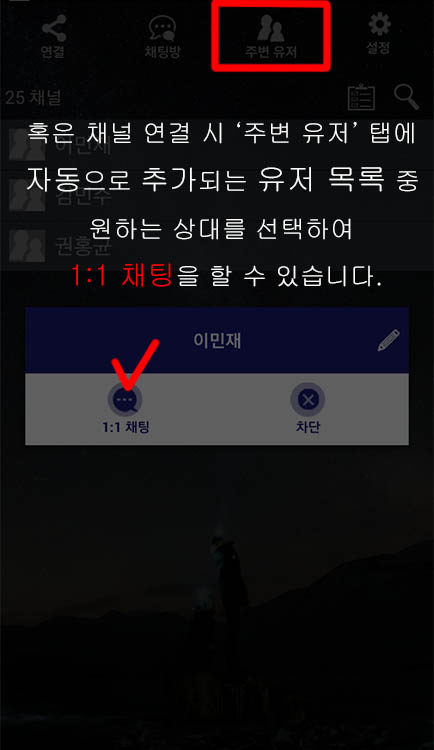 연결 채팅방 주변 유저 설정
25 채널
혹은 채널 연결 시 ‘주변 유저’ 탭에
이민재
자동으로 추가되는 유저 목록 중
김민수
원하는 상대를 선택하여
권홍균
1:1 채팅을 할 수 있습니다.
이민재
1:1 채팅 차단